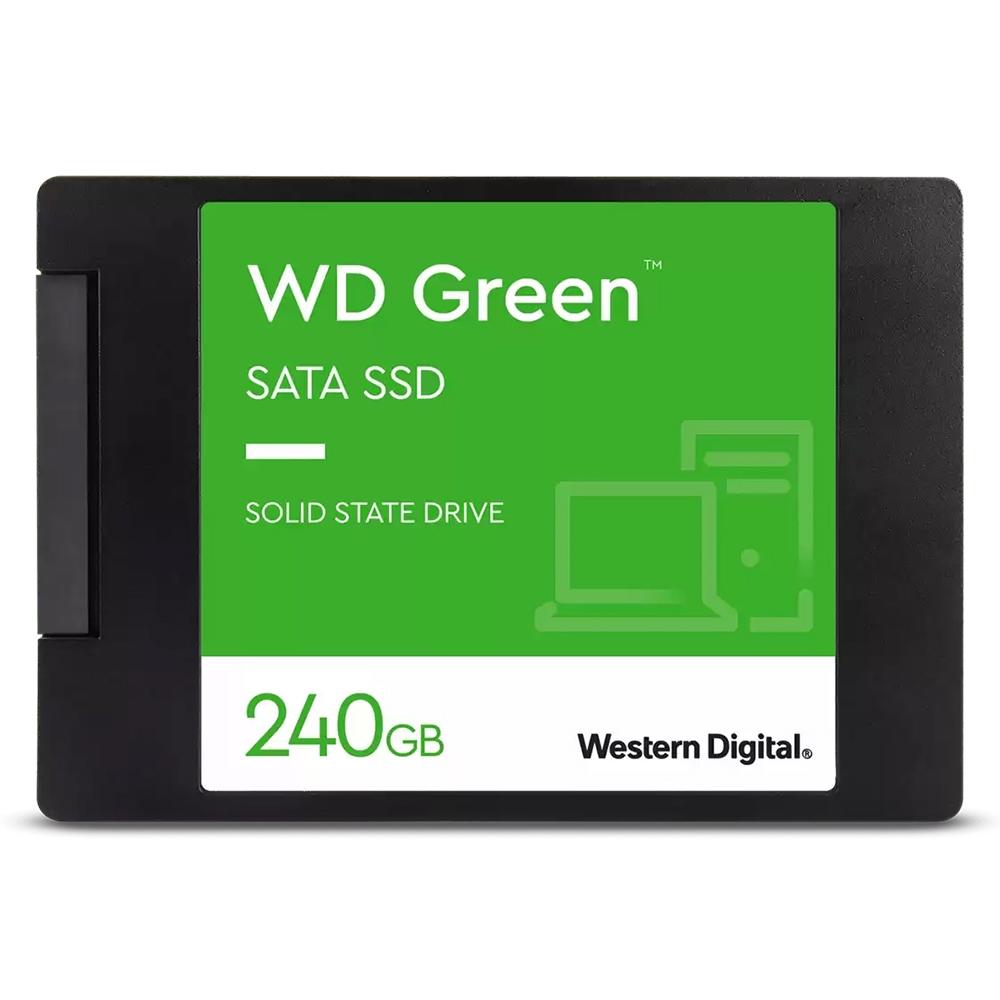 WD Green™
SATA SSD
SOLID STATE DRIVE
240GB
Western Digital®